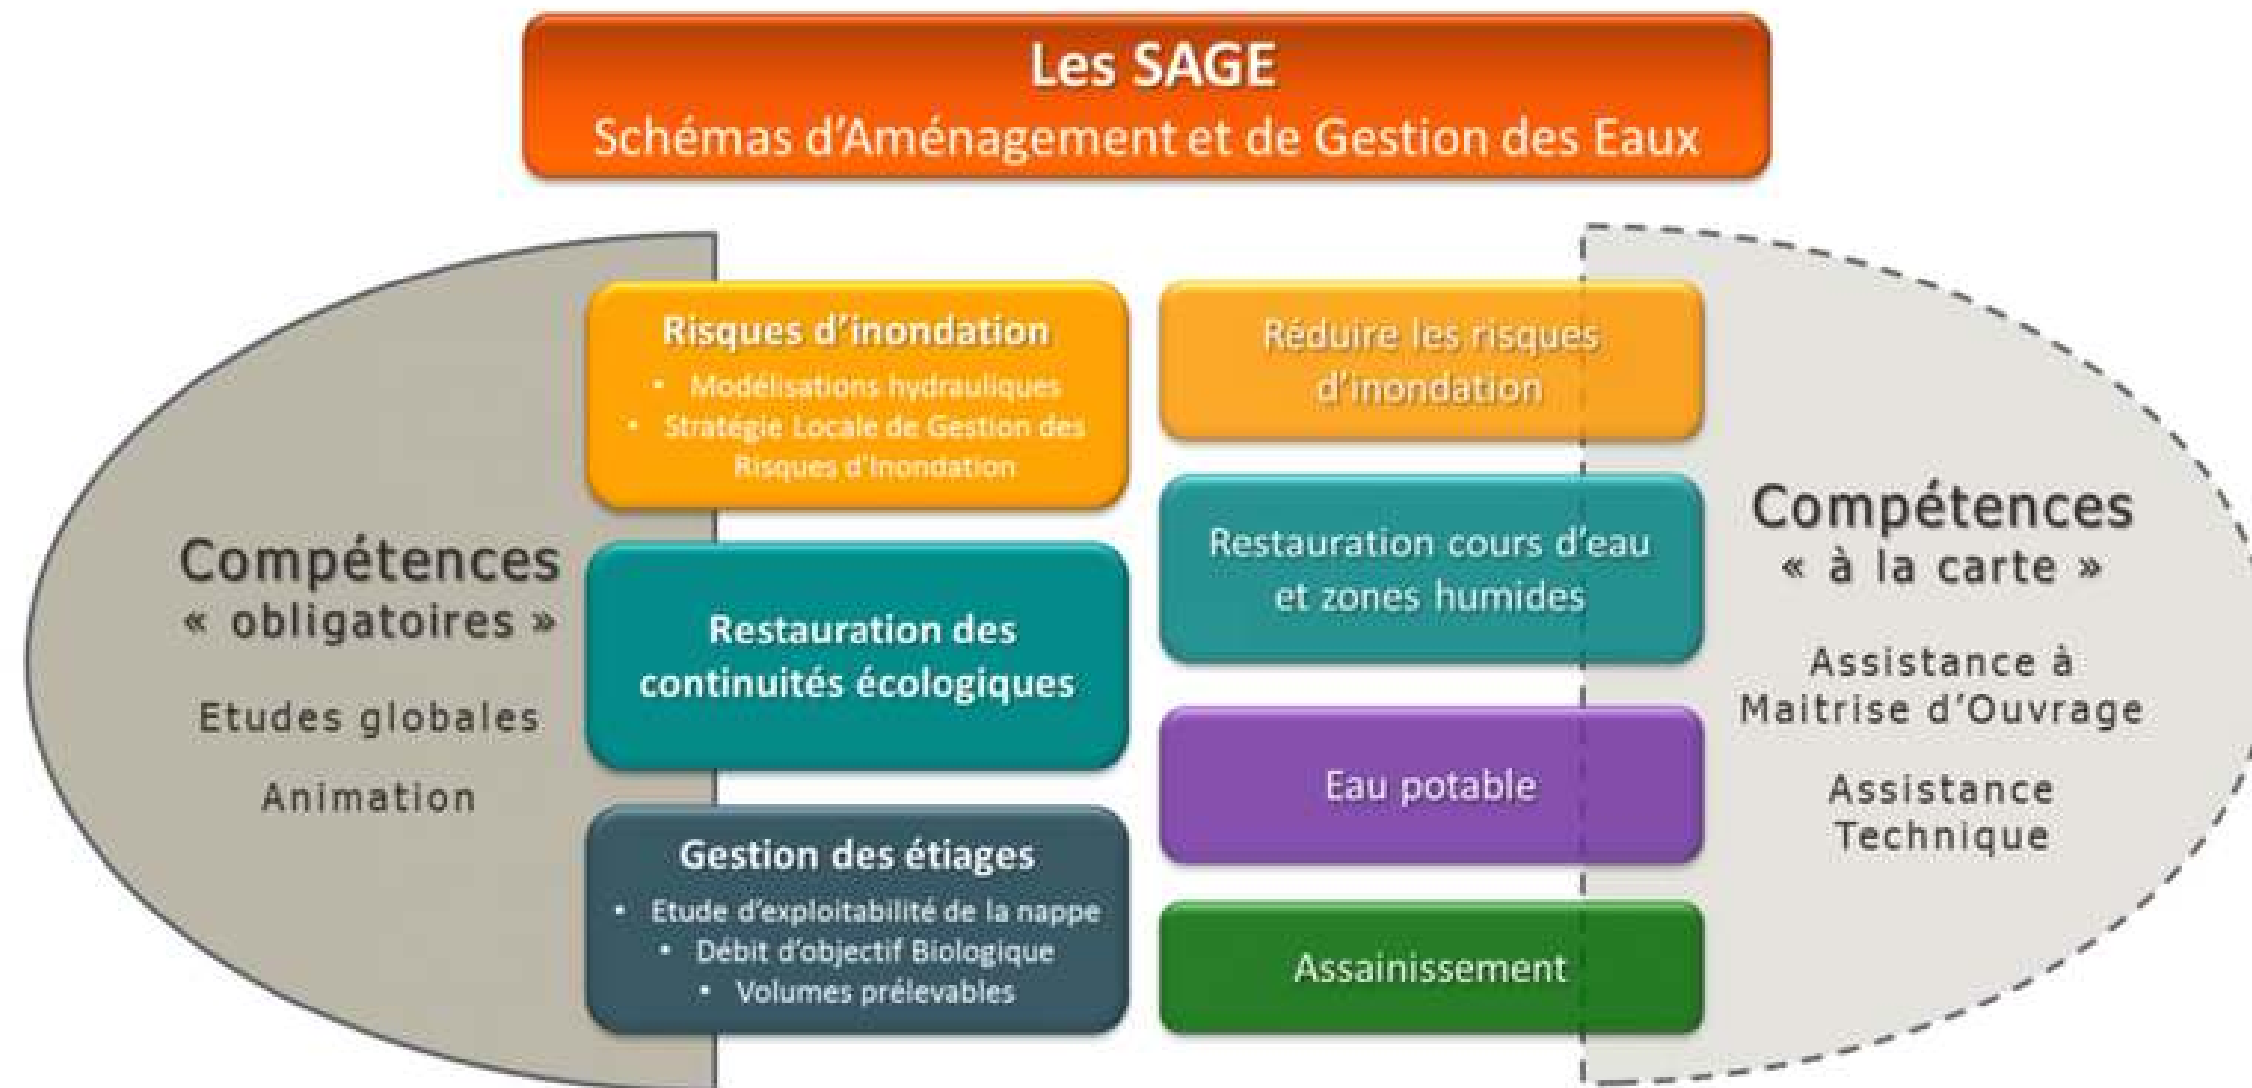 Les SAGE
Schémas d'Aménagement et de Gestion des Eaux
Compétences
« obligatoires »
Etudes globales
Animation
Risques d'inondation
• Modélisations hydrauliques
• Stratégie Locale de Gestion des
Risques d'Inondation
Restauration des
continuités écologiques
Gestion des étiages
• Etude d'exploitabilité de la nappe
• Débit d'objectif Biologique
• Volumes prélevables
Réduire les risques
d'inondation
Restauration cours d'eau
et zones humides
Eau potable
Assainissement
Compétences
« à la carte »
Assistance à
Maitrise d'Ouvrage
Assistance
Technique